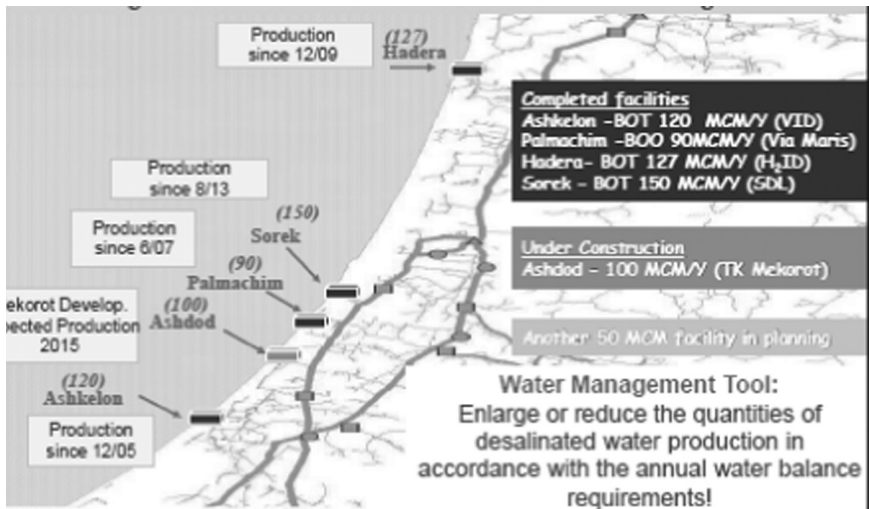 Production
since 12/09
(127)
Hadera
Completed facilities
Ashkelon -BOT 120 MCM/Y (VID)
Palmachim -BOO 90MCM/Y (Via Maris)
Hadera- BOT 127 MCM/Y (H₂ID)
Sorek - BOT 150 MCM/Y (SDL)
Production
since 8/13
(150)
Sorek
Production
since 6/07
(90)
Palmachim
Under Construction
Ashdod - 100 MCM/Y (TK Mekorot)
ekorot Develop.
pected Production
2015
(100)
Ashdod
Another 50 MCM facility in planning
(120)
Ashkelon
Production
since 12/05
Water Management Tool:
Enlarge or reduce the quantities of
desalinated water production in
accordance with the annual water balance
requirements!